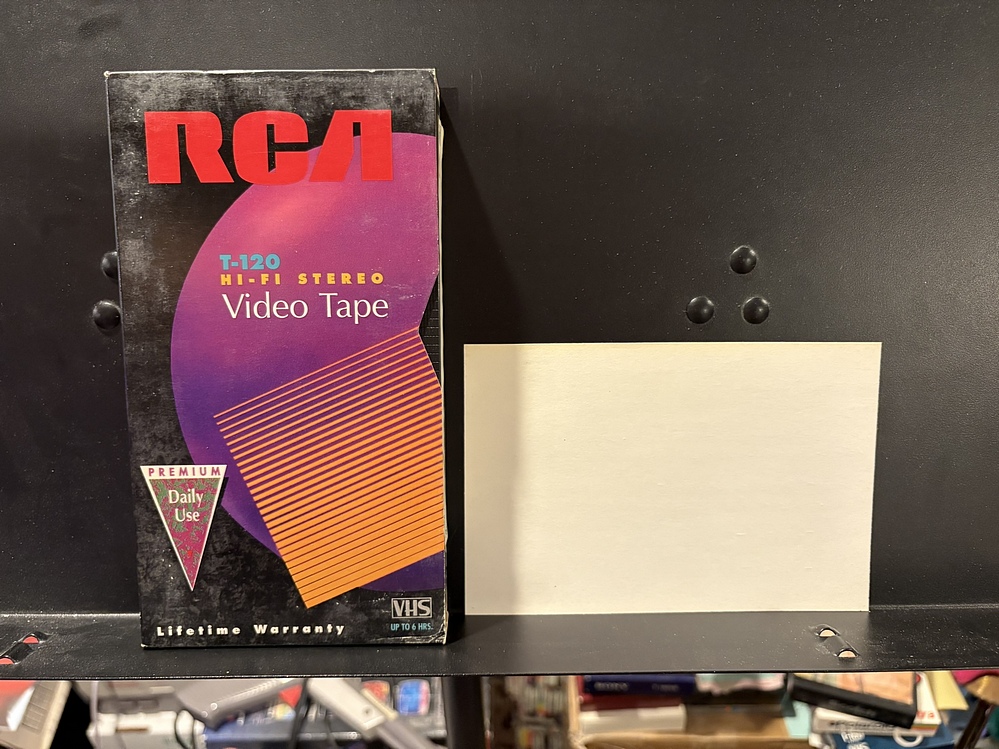 RCA
T-120
HI-FI STEREO
Video Tape
PREMIUM
Daily
Use
VHS
UP TO 6 HRS.
Lifetime Warranty